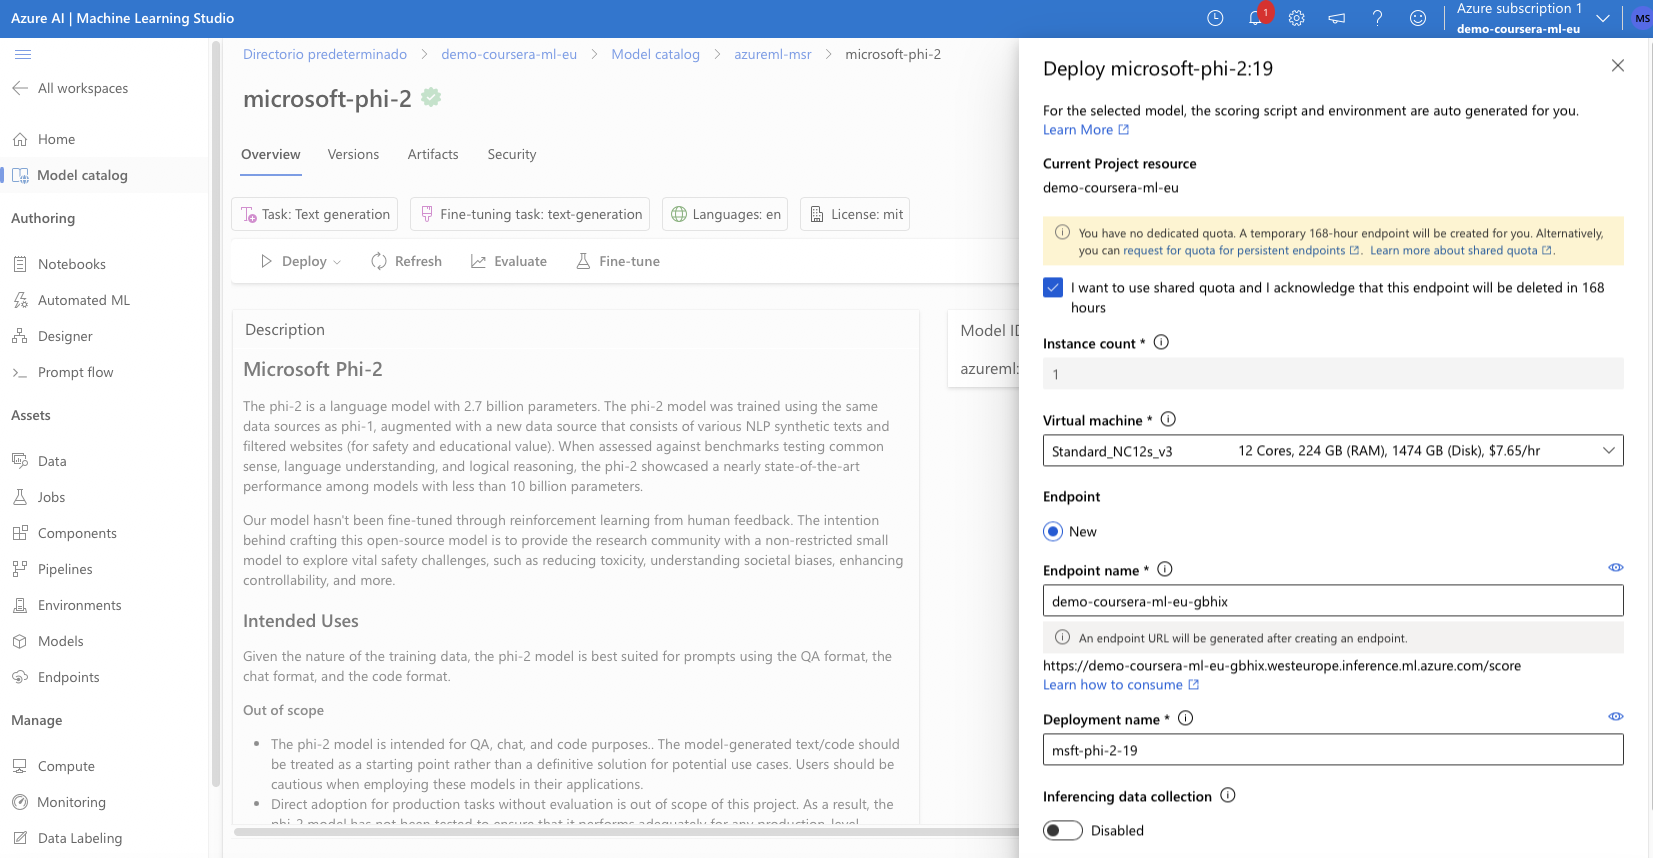 Azure AI | Machine Learning Studio
1
Azure subscription 1
demo-coursera-ml-eu
MS
All workspaces
Home
Model catalog
Authoring
Notebooks
Automated ML
Designer
Prompt flow
Assets
Data
Jobs
Components
Pipelines
Environments
Models
Endpoints
Manage
Compute
Monitoring
Data Labeling
Directorio predeterminado > demo-coursera-ml-eu > Model catalog > azureml-msr > microsoft-phi-2
microsoft-phi-2
Overview Versions Artifacts Security
Task: Text generation Fine-tuning task: text-generation Languages: en License: mit
Deploy Refresh Evaluate Fine-tune
Description
Microsoft Phi-2
The phi-2 is a language model with 2.7 billion parameters. The phi-2 model was trained using the same
data sources as phi-1, augmented with a new data source that consists of various NLP synthetic texts and
filtered websites (for safety and educational value). When assessed against benchmarks testing common
sense, language understanding, and logical reasoning, the phi-2 showcased a nearly state-of-the-art
performance among models with less than 10 billion parameters.
Our model hasn't been fine-tuned through reinforcement learning from human feedback. The intention
behind crafting this open-source model is to provide the research community with a non-restricted small
model to explore vital safety challenges, such as reducing toxicity, understanding societal biases, enhancing
controllability, and more.
Intended Uses
Given the nature of the training data, the phi-2 model is best suited for prompts using the QA format, the
chat format, and the code format.
Out of scope
• The phi-2 model is intended for QA, chat, and code purposes.. The model-generated text/code should
be treated as a starting point rather than a definitive solution for potential use cases. Users should be
cautious when employing these models in their applications.
• Direct adoption for production tasks without evaluation is out of scope of this project. As a result, the
phi-2 model has not been tested to ensure that it performs adequately for any production-level
Model ID
azureml:
Deploy microsoft-phi-2:19
For the selected model, the scoring script and environment are auto generated for you.
Learn More
Current Project resource
demo-coursera-ml-eu
You have no dedicated quota. A temporary 168-hour endpoint will be created for you. Alternatively,
you can request for quota for persistent endpoints . Learn more about shared quota .
I want to use shared quota and I acknowledge that this endpoint will be deleted in 168
hours
Instance count *
1
Virtual machine *
Standard_NC12s_v3 12 Cores, 224 GB (RAM), 1474 GB (Disk), $7.65/hr
Endpoint
New
Endpoint name *
demo-coursera-ml-eu-gbhix
An endpoint URL will be generated after creating an endpoint.
https://demo-coursera-ml-eu-gbhix.westeurope.inference.ml.azure.com/score
Learn how to consume
Deployment name *
msft-phi-2-19
Inferencing data collection
Disabled